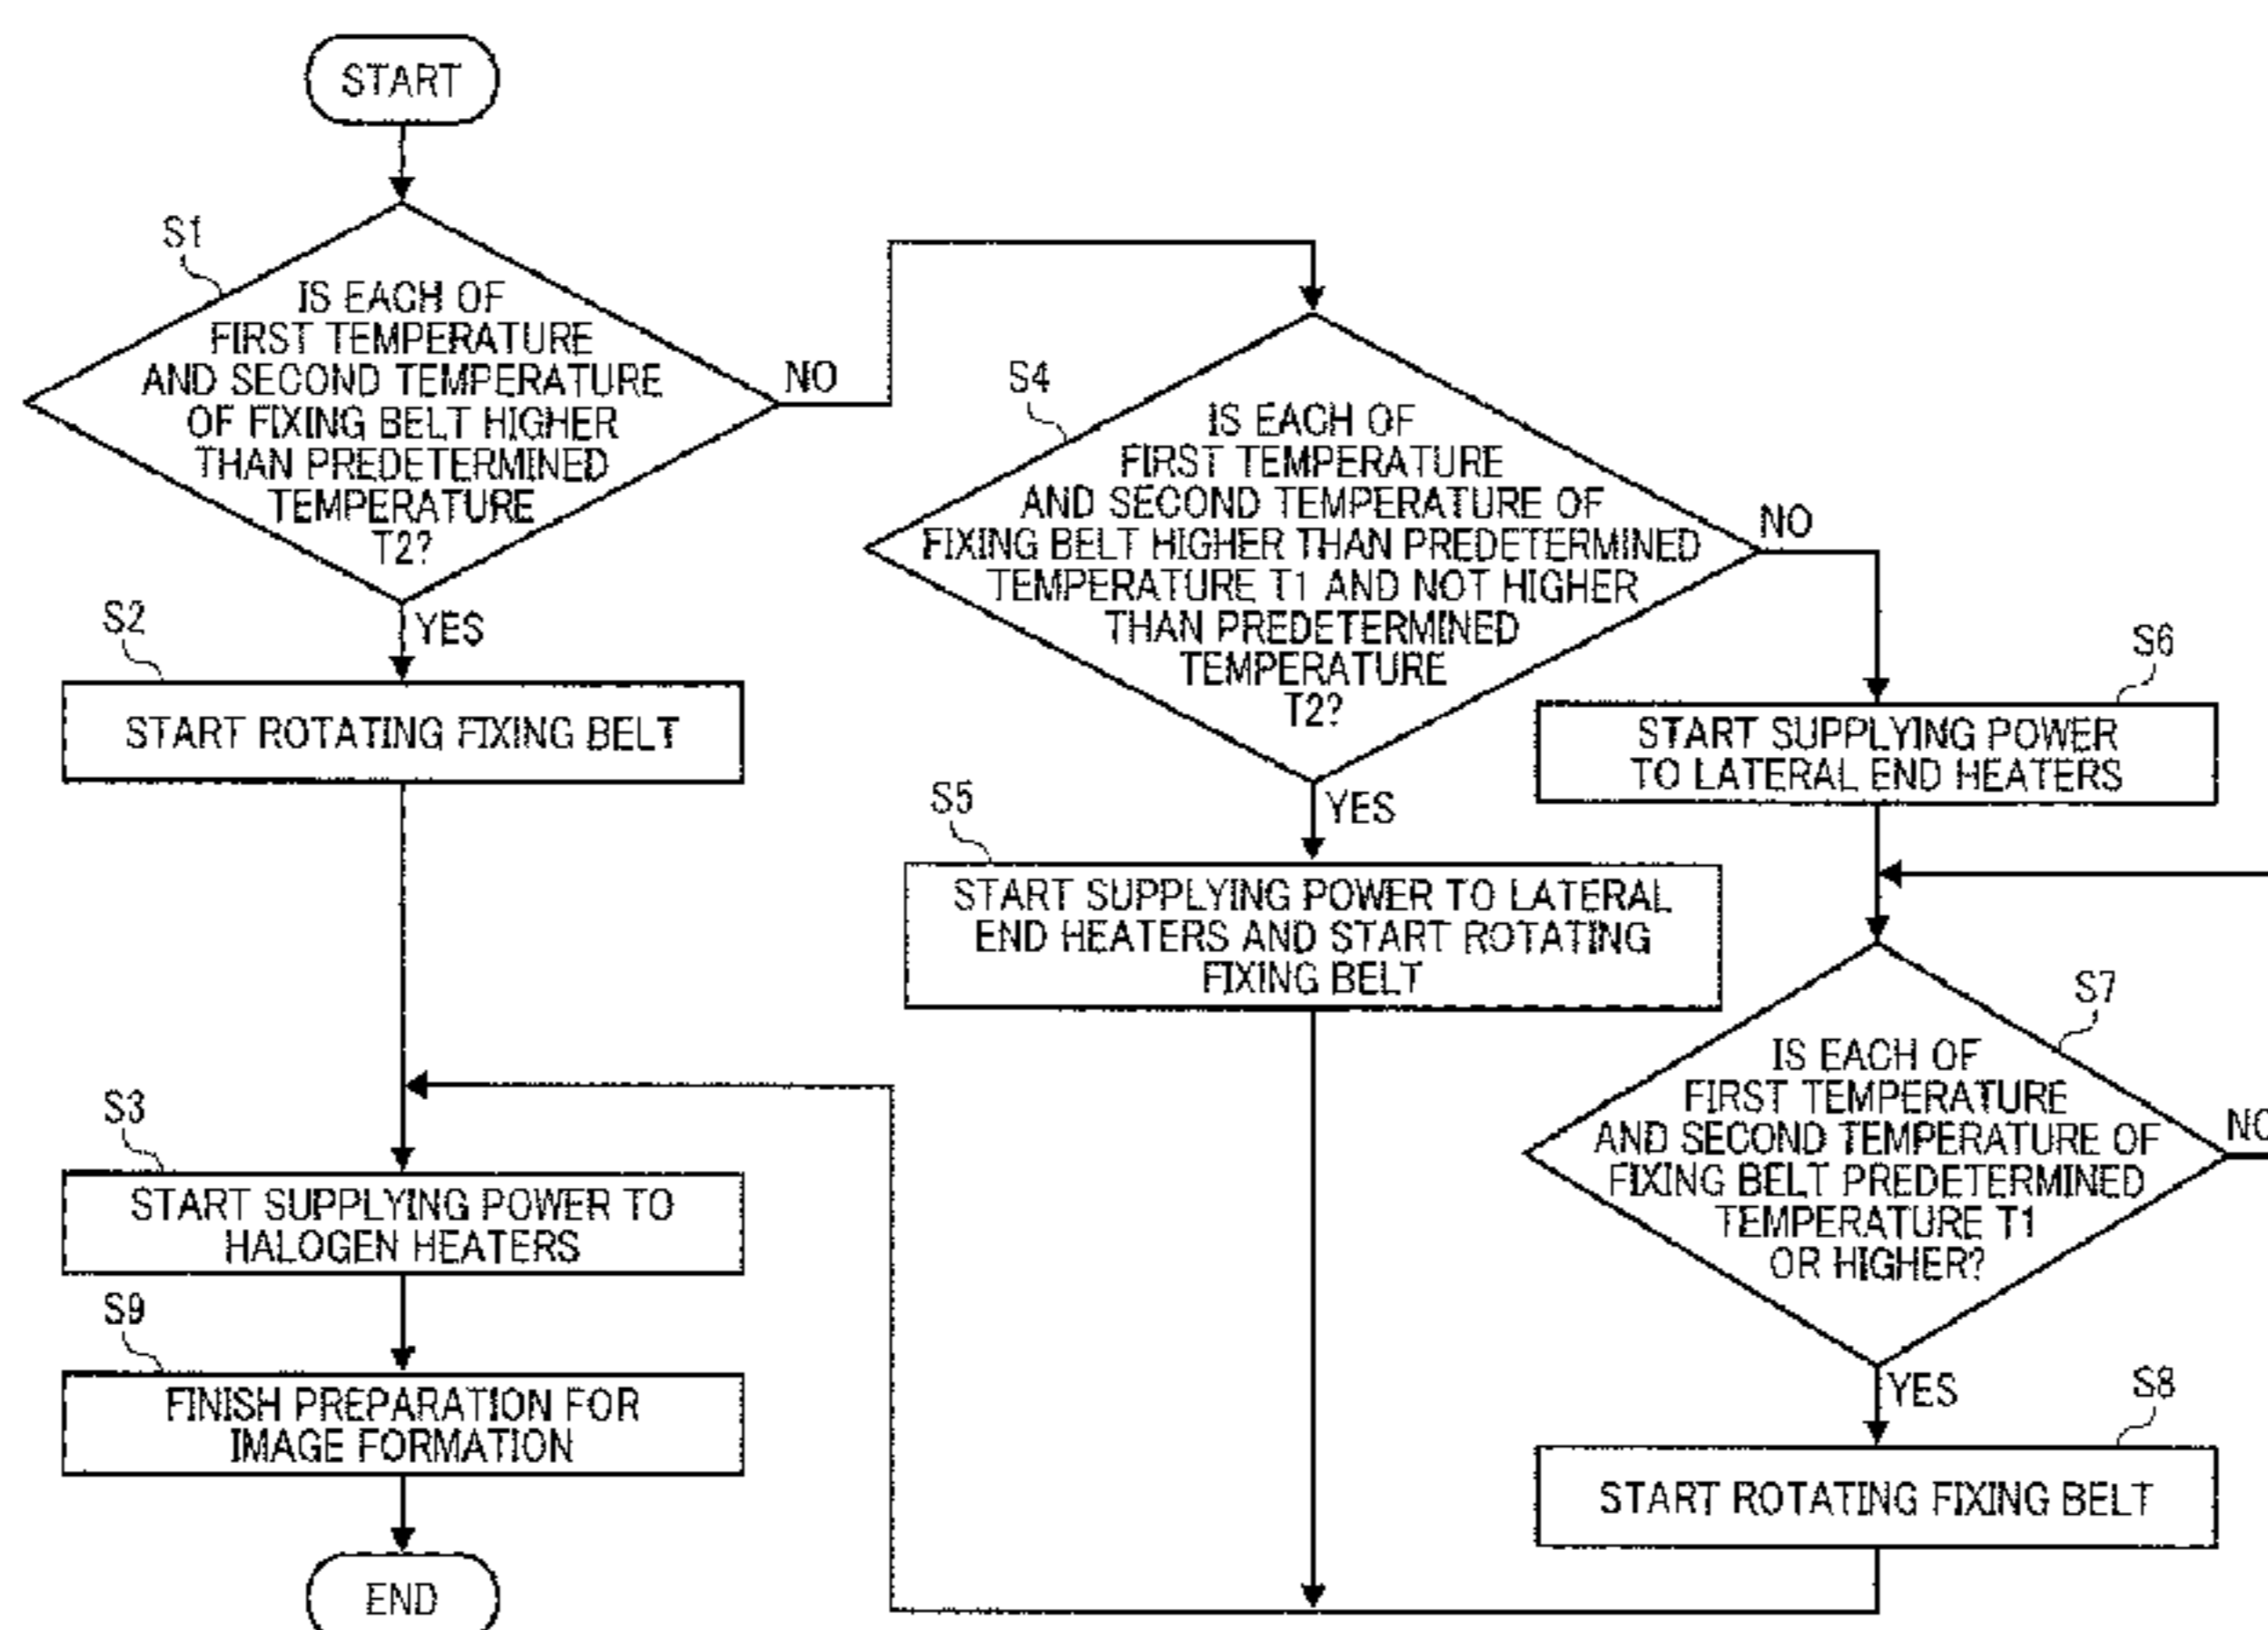 START
S1
IS EACH OF
FIRST TEMPERATURE
AND SECOND TEMPERATURE
OF FIXING BELT HIGHER
THAN PREDETERMINED
TEMPERATURE
T2?
NO
YES
S2
START ROTATING FIXING BELT
S3
START SUPPLYING POWER TO
HALOGEN HEATERS
S9
FINISH PREPARATION FOR
IMAGE FORMATION
END
S4
IS EACH OF
FIRST TEMPERATURE
AND SECOND TEMPERATURE OF
FIXING BELT HIGHER THAN PREDETERMINED
TEMPERATURE T1 AND NOT HIGHER
THAN PREDETERMINED
TEMPERATURE
T2?
NO
YES
S5
START SUPPLYING POWER TO LATERAL
END HEATERS AND START ROTATING
FIXING BELT
S6
START SUPPLYING POWER
TO LATERAL END HEATERS
S7
IS EACH OF
FIRST TEMPERATURE
AND SECOND TEMPERATURE OF
FIXING BELT PREDETERMINED
TEMPERATURE T1
OR HIGHER?
NO
YES
S8
START ROTATING FIXING BELT